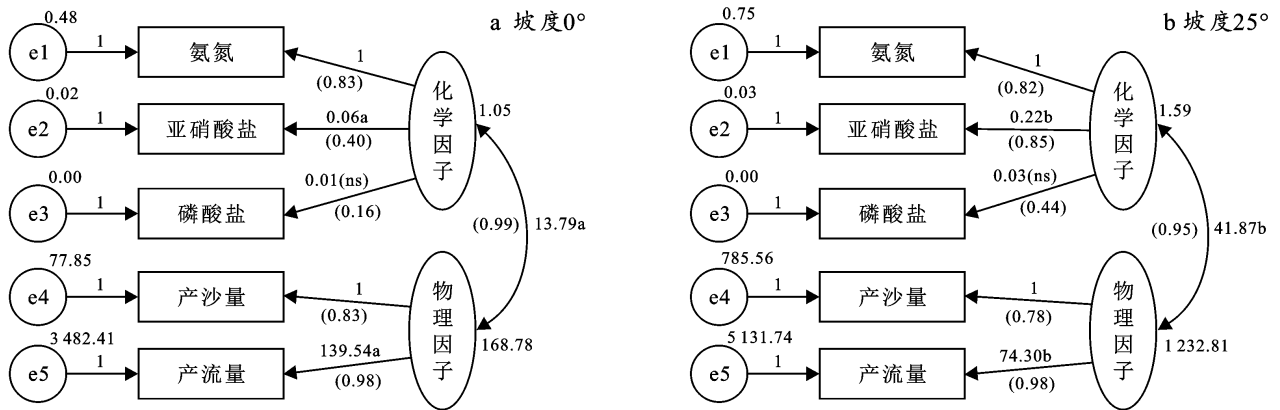 a 坡度0°
0.48
e1
1
氨氮
1
(0.83)
0.02
e2
1
亚硝酸盐
0.06a
(0.40)
0.00
e3
1
磷酸盐
0.01(ns)
(0.16)
化学因子
1.05
(0.99)
13.79a
77.85
e4
1
产沙量
1
(0.83)
3 482.41
e5
1
产流量
139.54a
(0.98)
物理因子
168.78
b 坡度25°
0.75
e1
1
氨氮
1
(0.82)
0.03
e2
1
亚硝酸盐
0.22b
(0.85)
0.00
e3
1
磷酸盐
0.03(ns)
(0.44)
化学因子
1.59
(0.95)
41.87b
785.56
e4
1
产沙量
1
(0.78)
5 131.74
e5
1
产流量
74.30b
(0.98)
物理因子
1 232.81